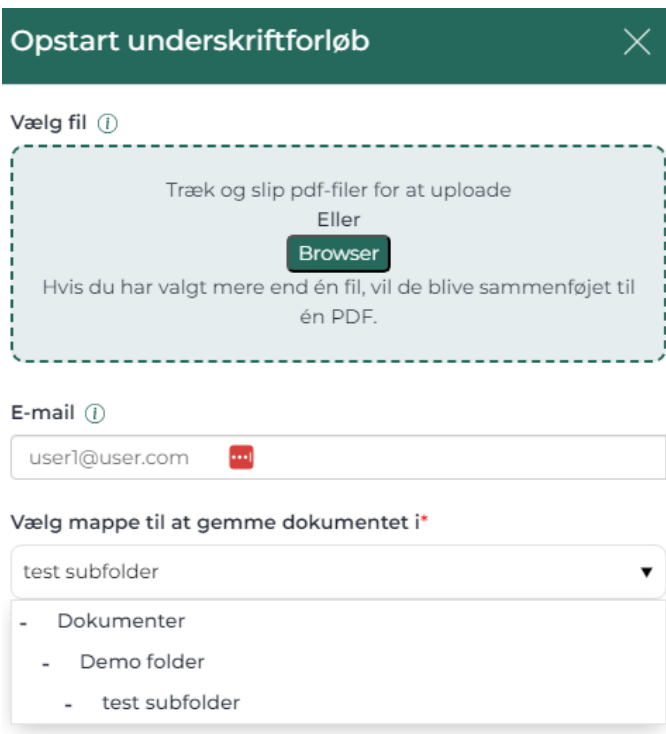 Opstart underskriftforløb
Vælg fil
Træk og slip pdf-filer for at uploade
Eller
Browser
Hvis du har valgt mere end én fil, vil de blive sammenføjet til
én PDF.
E-mail
user1@user.com
Vælg mappe til at gemme dokumentet i*
test subfolder
- Dokumenter
- Demo folder
- test subfolder